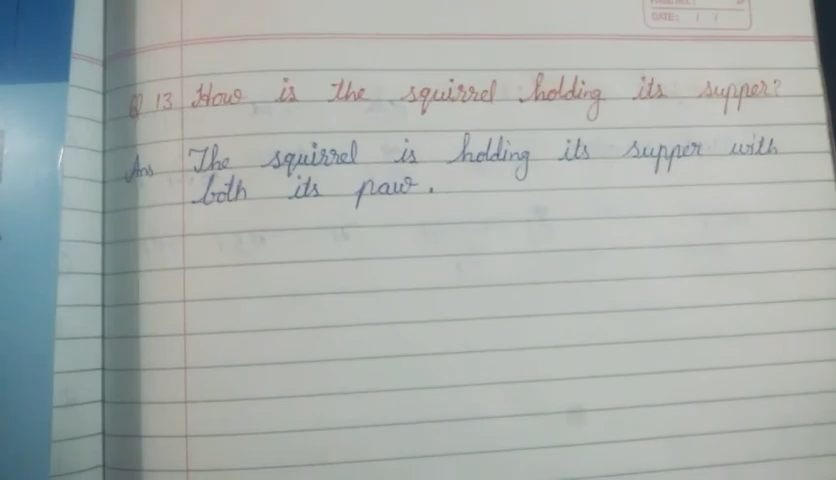 DATE: / /
Q 13 How is the squirrel holding its supper?
Ans The squirrel is holding its supper with
both its paw.